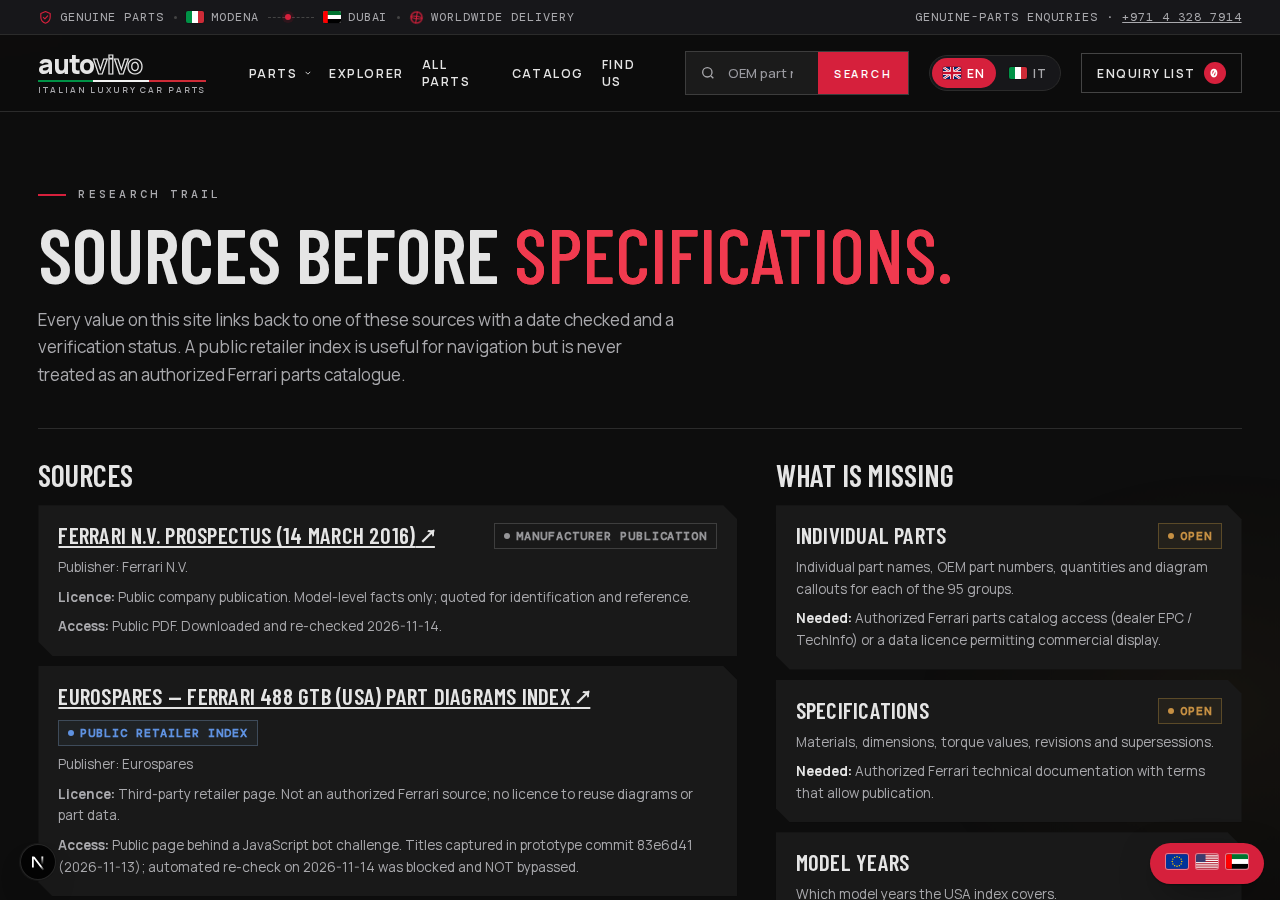 GENUINE PARTS • MODENA DUBAI • WORLDWIDE DELIVERY
GENUINE-PARTS ENQUIRIES · +971 4 328 7914
autovivo
ITALIAN LUXURY CAR PARTS
PARTS
EXPLORER
ALL PARTS
CATALOG
FIND US
OEM part r
SEARCH
EN
IT
ENQUIRY LIST 0
RESEARCH TRAIL
SOURCES BEFORE SPECIFICATIONS.
Every value on this site links back to one of these sources with a date checked and a
verification status. A public retailer index is useful for navigation but is never
treated as an authorized Ferrari parts catalogue.
SOURCES
FERRARI N.V. PROSPECTUS (14 MARCH 2016) ↗
MANUFACTURER PUBLICATION
Publisher: Ferrari N.V.
Licence: Public company publication. Model-level facts only; quoted for identification and reference.
Access: Public PDF. Downloaded and re-checked 2026-11-14.
EUROSPARES — FERRARI 488 GTB (USA) PART DIAGRAMS INDEX ↗
PUBLIC RETAILER INDEX
Publisher: Eurospares
Licence: Third-party retailer page. Not an authorized Ferrari source; no licence to reuse diagrams or
part data.
Access: Public page behind a JavaScript bot challenge. Titles captured in prototype commit 83e6d41
(2026-11-13); automated re-check on 2026-11-14 was blocked and NOT bypassed.
WHAT IS MISSING
INDIVIDUAL PARTS
OPEN
Individual part names, OEM part numbers, quantities and diagram
callouts for each of the 95 groups.
Needed: Authorized Ferrari parts catalog access (dealer EPC /
TechInfo) or a data licence permitting commercial display.
SPECIFICATIONS
OPEN
Materials, dimensions, torque values, revisions and supersessions.
Needed: Authorized Ferrari technical documentation with terms
that allow publication.
MODEL YEARS
Which model years the USA index covers.
N